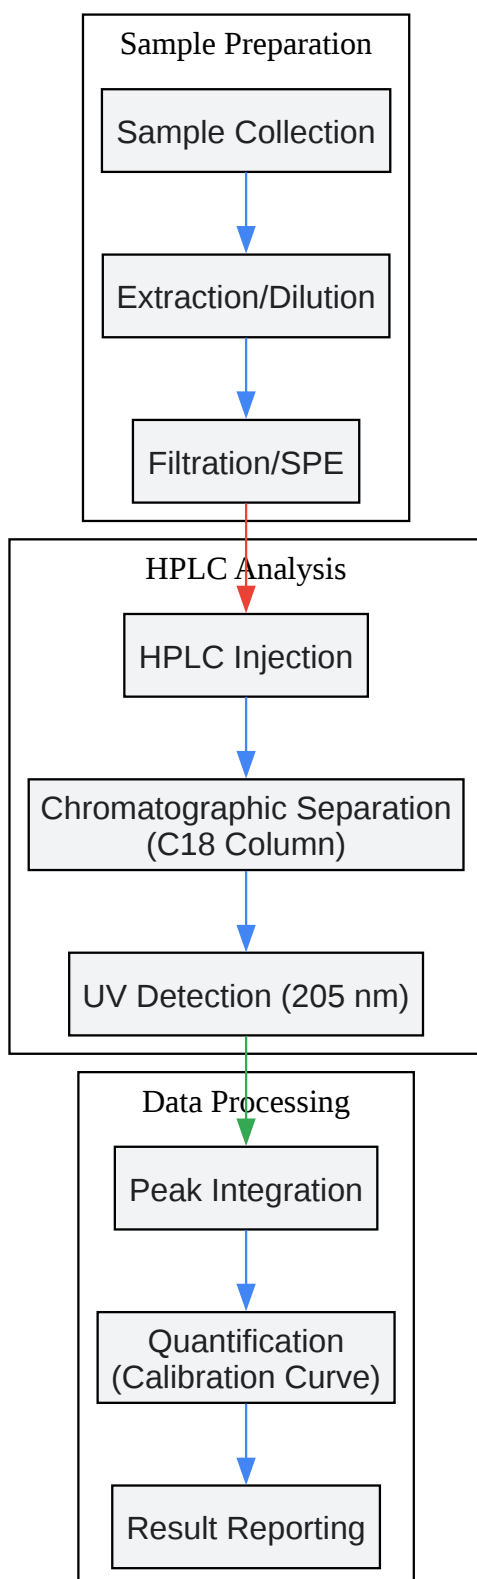 Sample Preparation
Sample Collection
Extraction/Dilution
Filtration/SPE
HPLC Analysis
HPLC Injection
Chromatographic Separation
(C18 Column)
UV Detection (205 nm)
Data Processing
Peak Integration
Quantification
(Calibration Curve)
Result Reporting